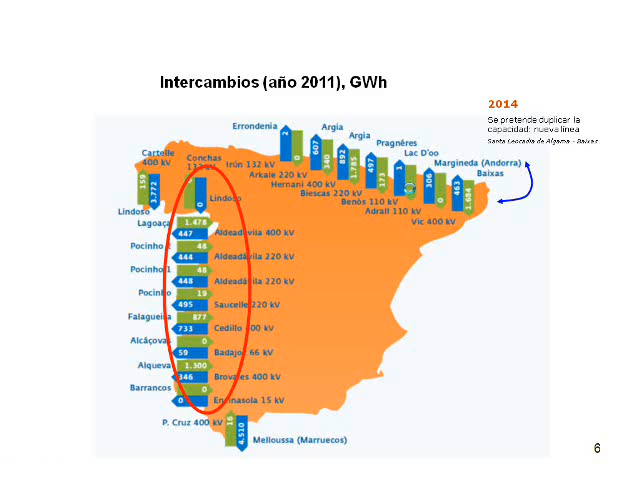 Intercambios (año 2011), GWh
2014
Se pretende duplicar la
capacidad: nueva línea
Santa Leocadia de Algama - Baixas
Errondenia
2
0
Irún 132 kV
Argia
607
340
Arkale 220 kV
Argia
892
1.785
Hernani 400 kV
Pragnéres
497
173
Biescas 220 kV
Lac D'oo
1
Benós 110 kV
Margineda (Andorra)
306
0
Adrall 110 kV
Baixas
463
1.684
Vic 400 kV
Cartelle
400 kV
159
3.772
Lindoso
Conchas
0
Lindoso
Lagoaça
1.478
447
Aldeadávila 400 kV
Pocinho 2
48
444
Aldeadávila 220 kV
Pocinho 1
48
448
Aldeadávila 220 kV
Pocinho
19
495
Saucelle 220 kV
Falagueira
877
733
Cedillo 400 kV
Alcáçovas
0
59
Badajoz 66 kV
Alqueva
1.300
346
Brovales 400 kV
Barrancos
0
0
Encinasola 15 kV
P. Cruz 400 kV
16
4.510
Melloussa (Marruecos)
6